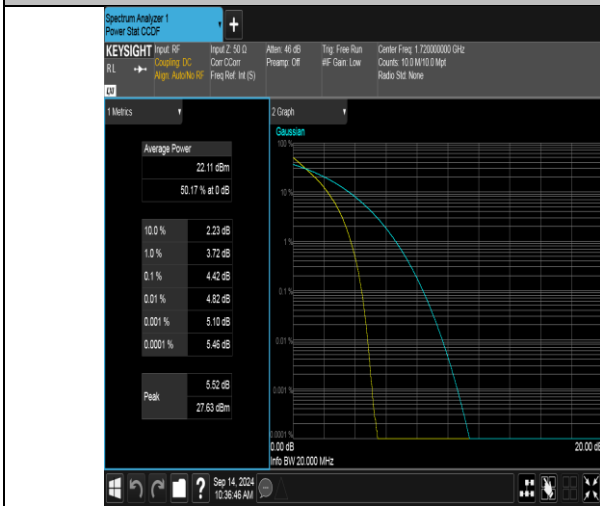 Spectrum Analyzer 1
Power Stat CCDF
+
KEYSIGHT Input: RF Input Z: 50 Ω Atten: 46 dB Trig: Free Run Center Freq: 1.720000000 GHz
RL Coupling: DC Corr CCorr Preamp: Off #IF Gain: Low Counts: 10.0 M/10.0 Mpt
Align: Auto/No RF Freq Ref: Int (S) Radio Std: None
LXI
1 Metrics
2 Graph
Average Power
22.11 dBm
50.17 % at 0 dB
10.0 % 2.23 dB
1.0 % 3.72 dB
0.1 % 4.42 dB
0.01 % 4.82 dB
0.001 % 5.10 dB
0.0001 % 5.46 dB
Peak 5.52 dB
27.63 dBm
Gaussian
100 %
10 %
1 %
0.1 %
0.01 %
0.001 %
0.0001 %
0.00 dB 20.00 dB
Info BW 20.000 MHz
? Sep 14, 2024
10:36:46 AM